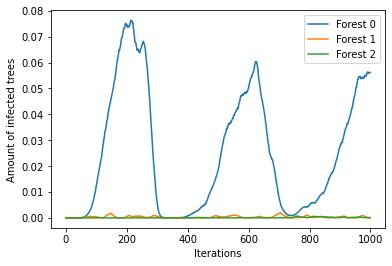 0.08
0.07
0.06
0.05
0.04
0.03
0.02
0.01
0.00
Amount of infected trees
0 200 400 600 800 1000
Iterations
Forest 0
Forest 1
Forest 2